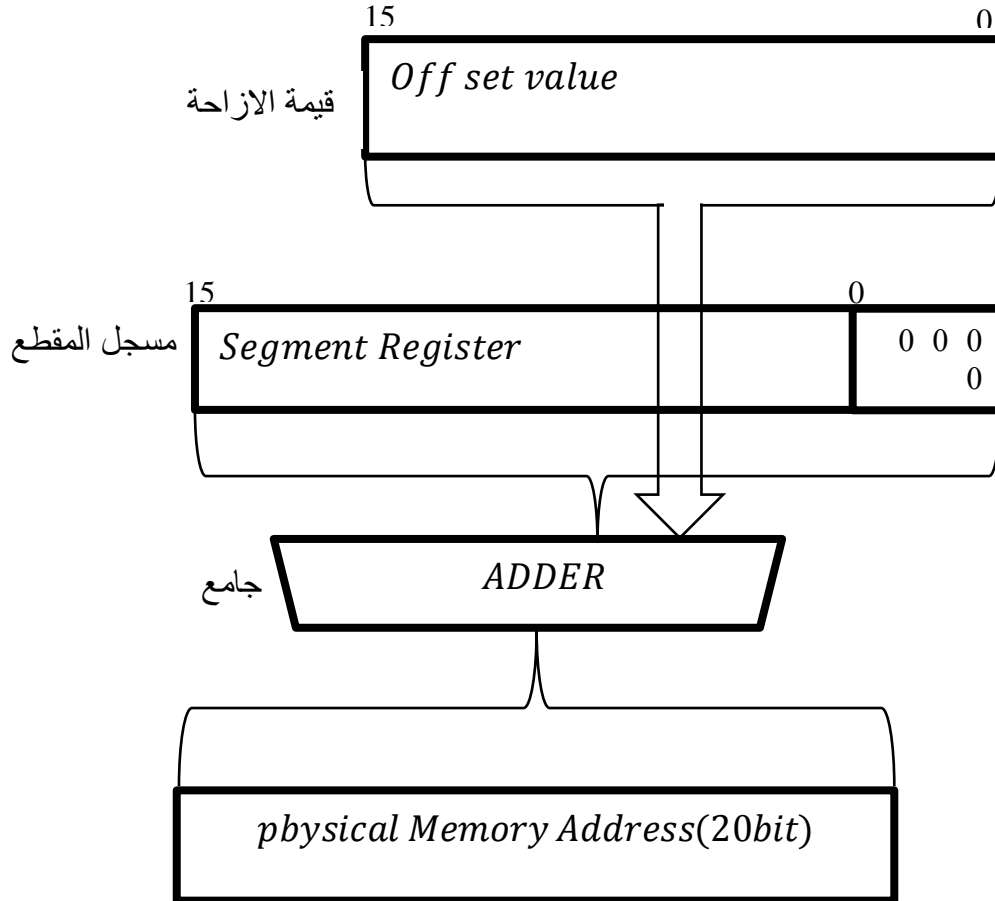 15 0
Off set value
قيمة الازاحة
15 0
مسجل المقطع
Segment Register
0 0 0
0
ADDER
جامع
pbysical Memory Address(20bit)